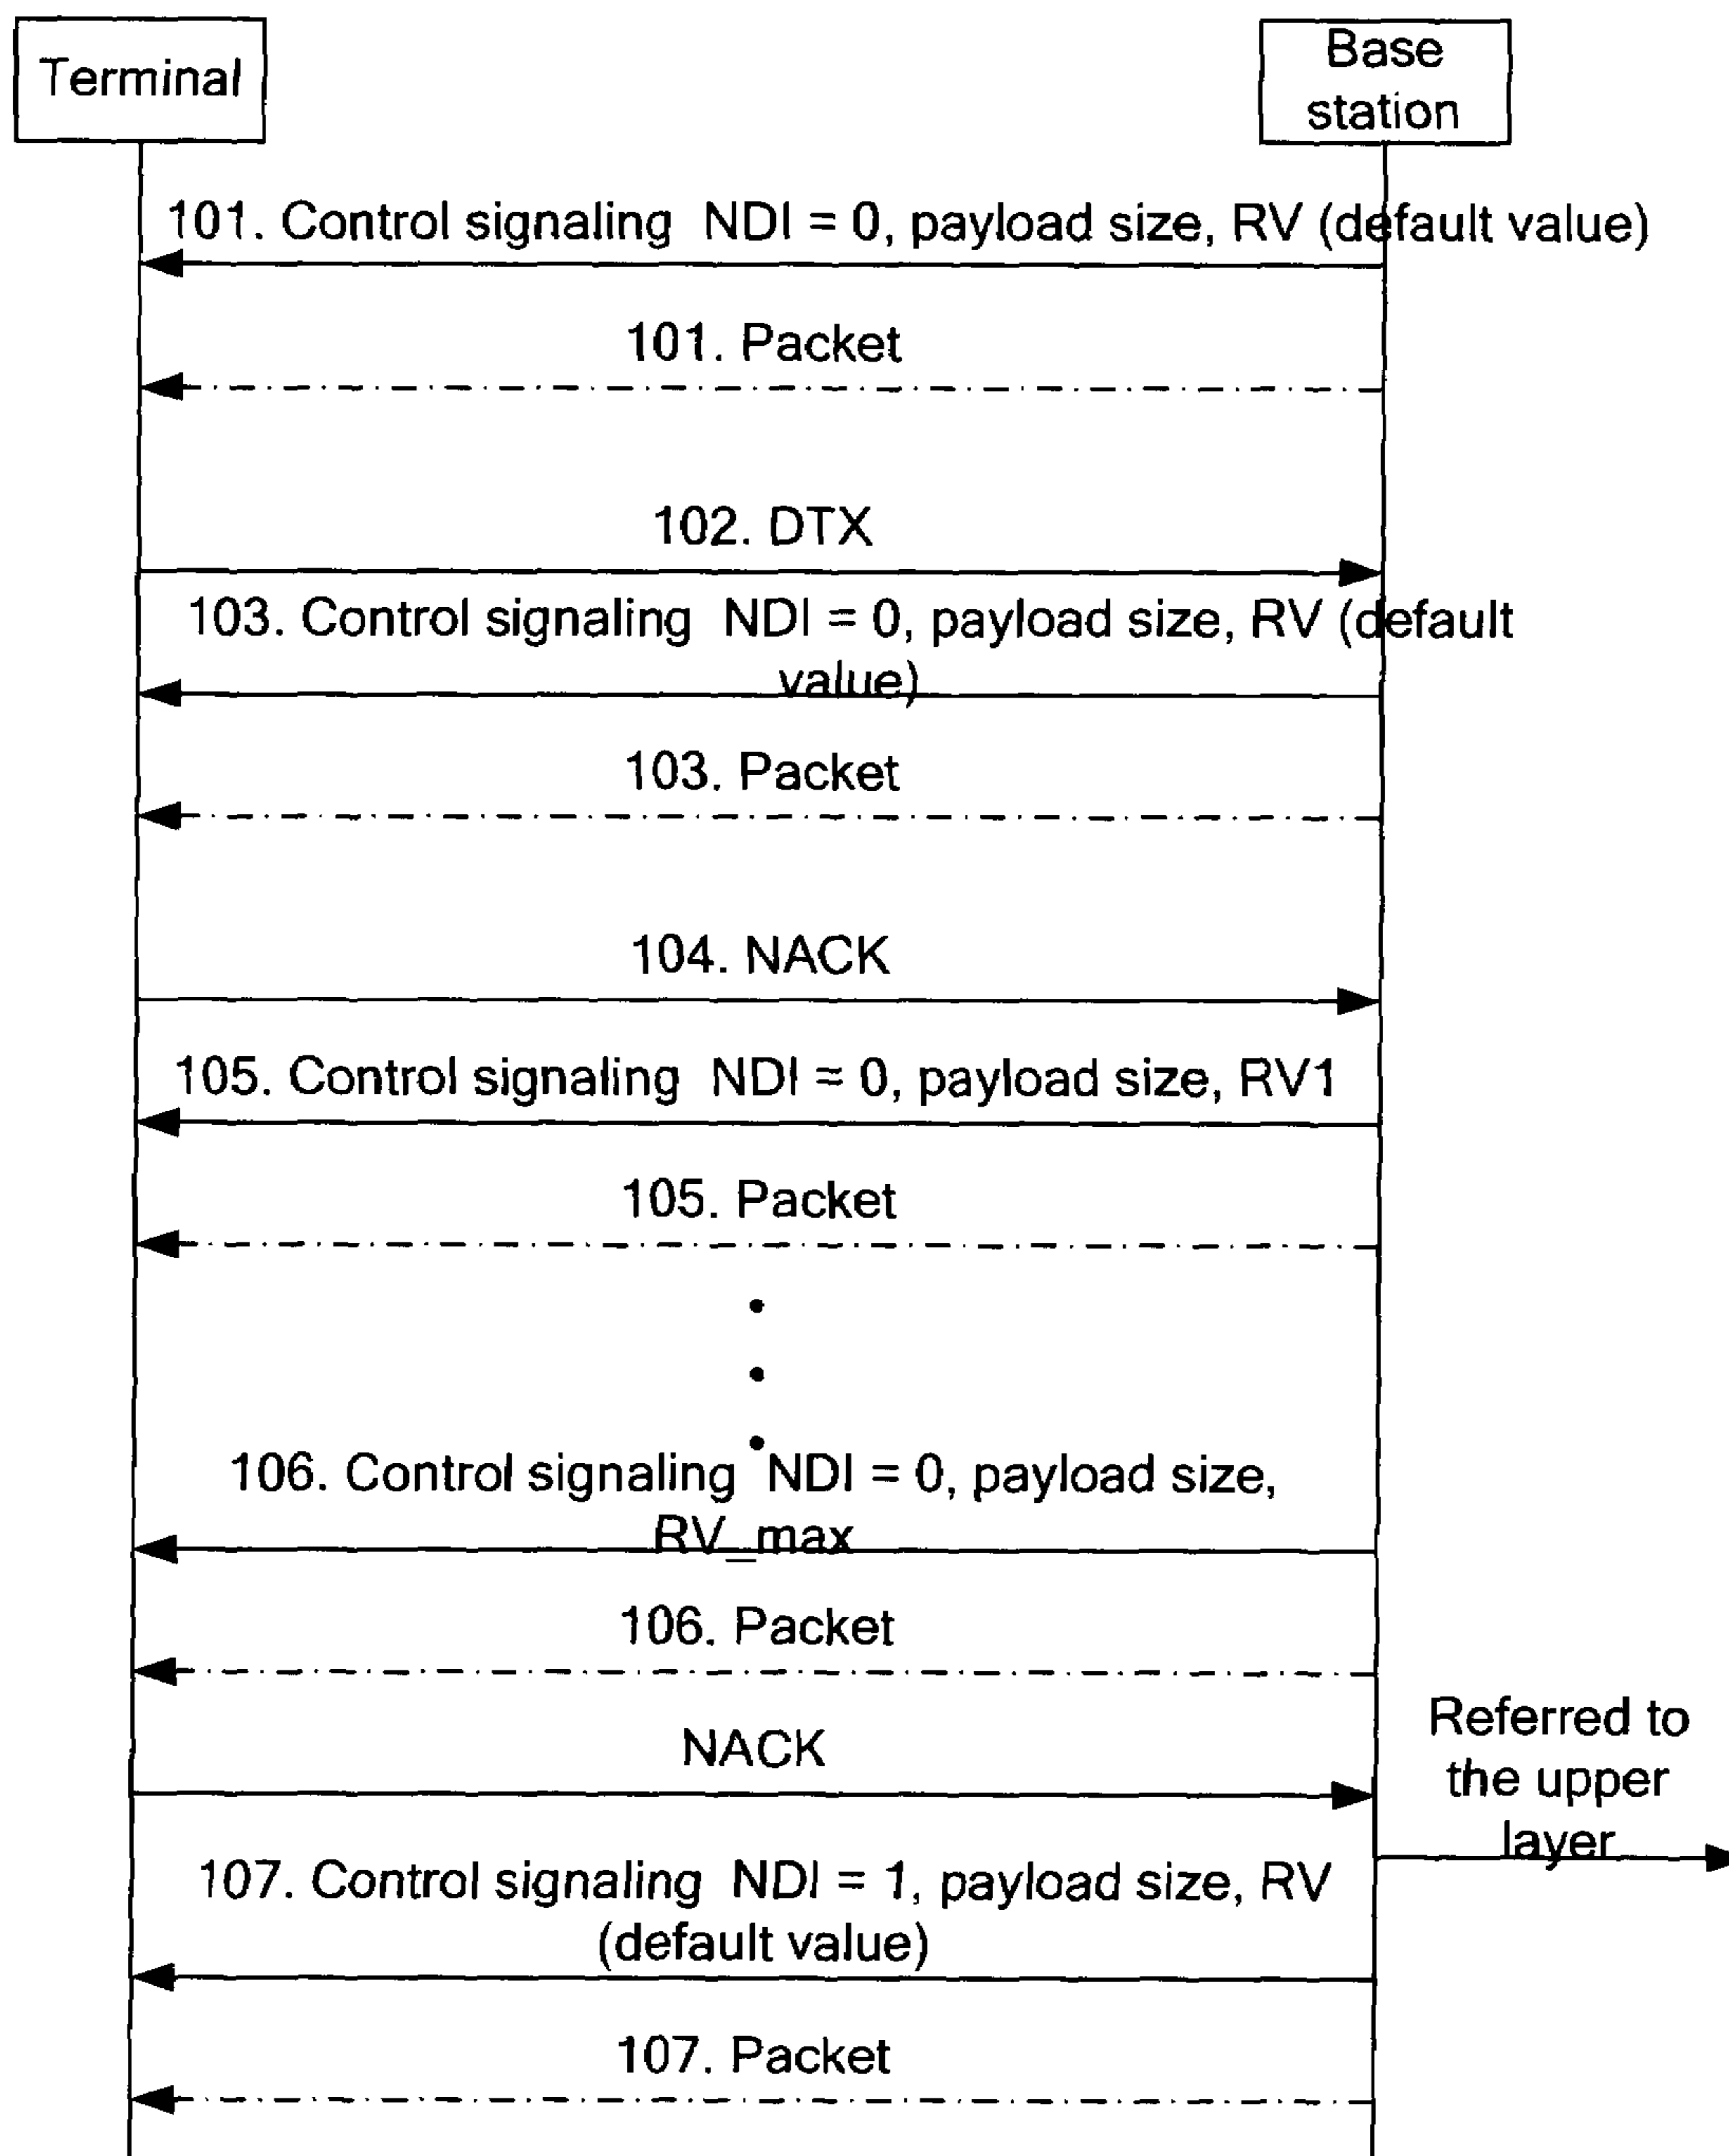 Terminal
Base
station
101. Control signaling NDI = 0, payload size, RV (default value)
101. Packet
102. DTX
103. Control signaling NDI = 0, payload size, RV (default
value)
103. Packet
104. NACK
105. Control signaling NDI = 0, payload size, RV1
105. Packet
106. Control signaling NDI = 0, payload size,
RV_max
106. Packet
NACK
Referred to
the upper
layer
107. Control signaling NDI = 1, payload size, RV
(default value)
107. Packet